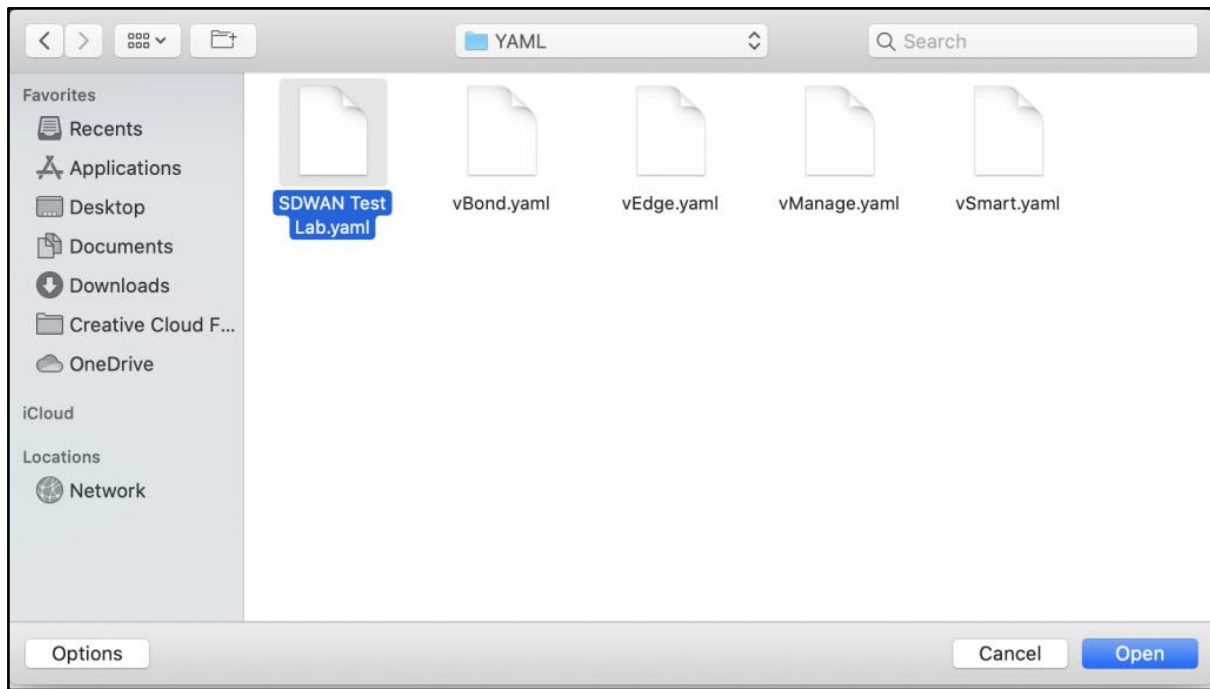 YAML
Search
Favorites
Recents
Applications
Desktop
Documents
Downloads
Creative Cloud F...
OneDrive
iCloud
Locations
Network
SDWAN Test
Lab.yaml
vBond.yaml
vEdge.yaml
vManage.yaml
vSmart.yaml
Options
Cancel
Open